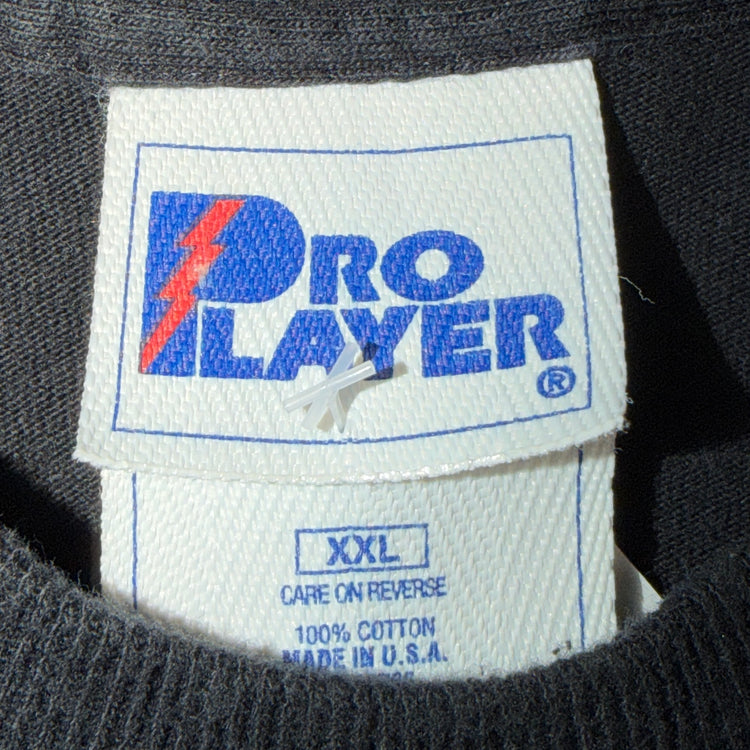 PRO
PLAYER
®
XXL
CARE ON REVERSE
100% COTTON
MADE IN U.S.A.